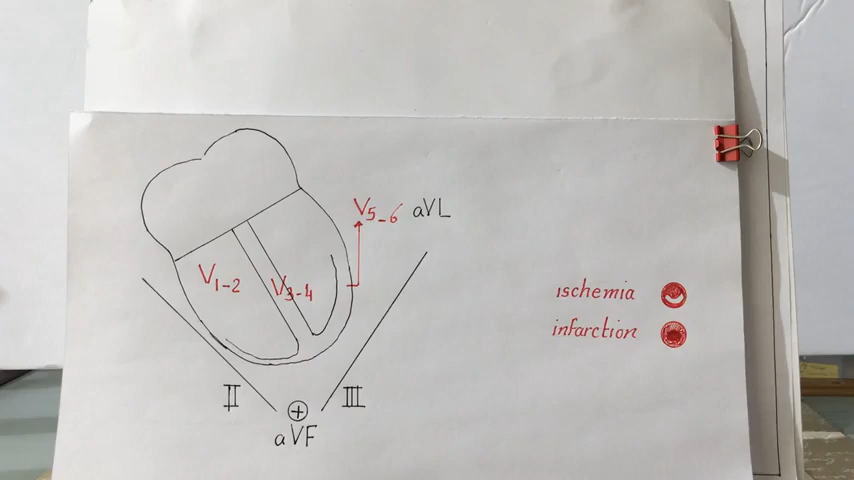 V5-6 aVL
V1-2 V3-4
ischemia
infarction
II III
+
aVF